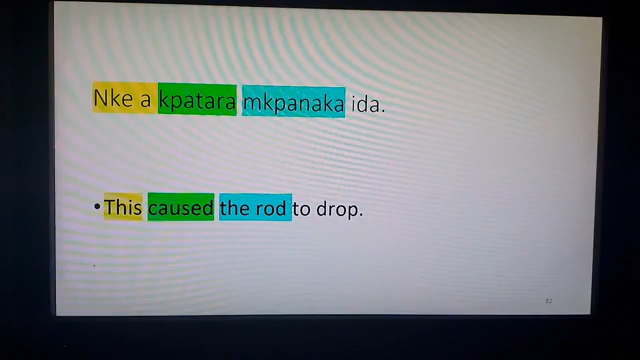 Nke a kpatara mkpanaka ida.
•This caused the rod to drop.
82